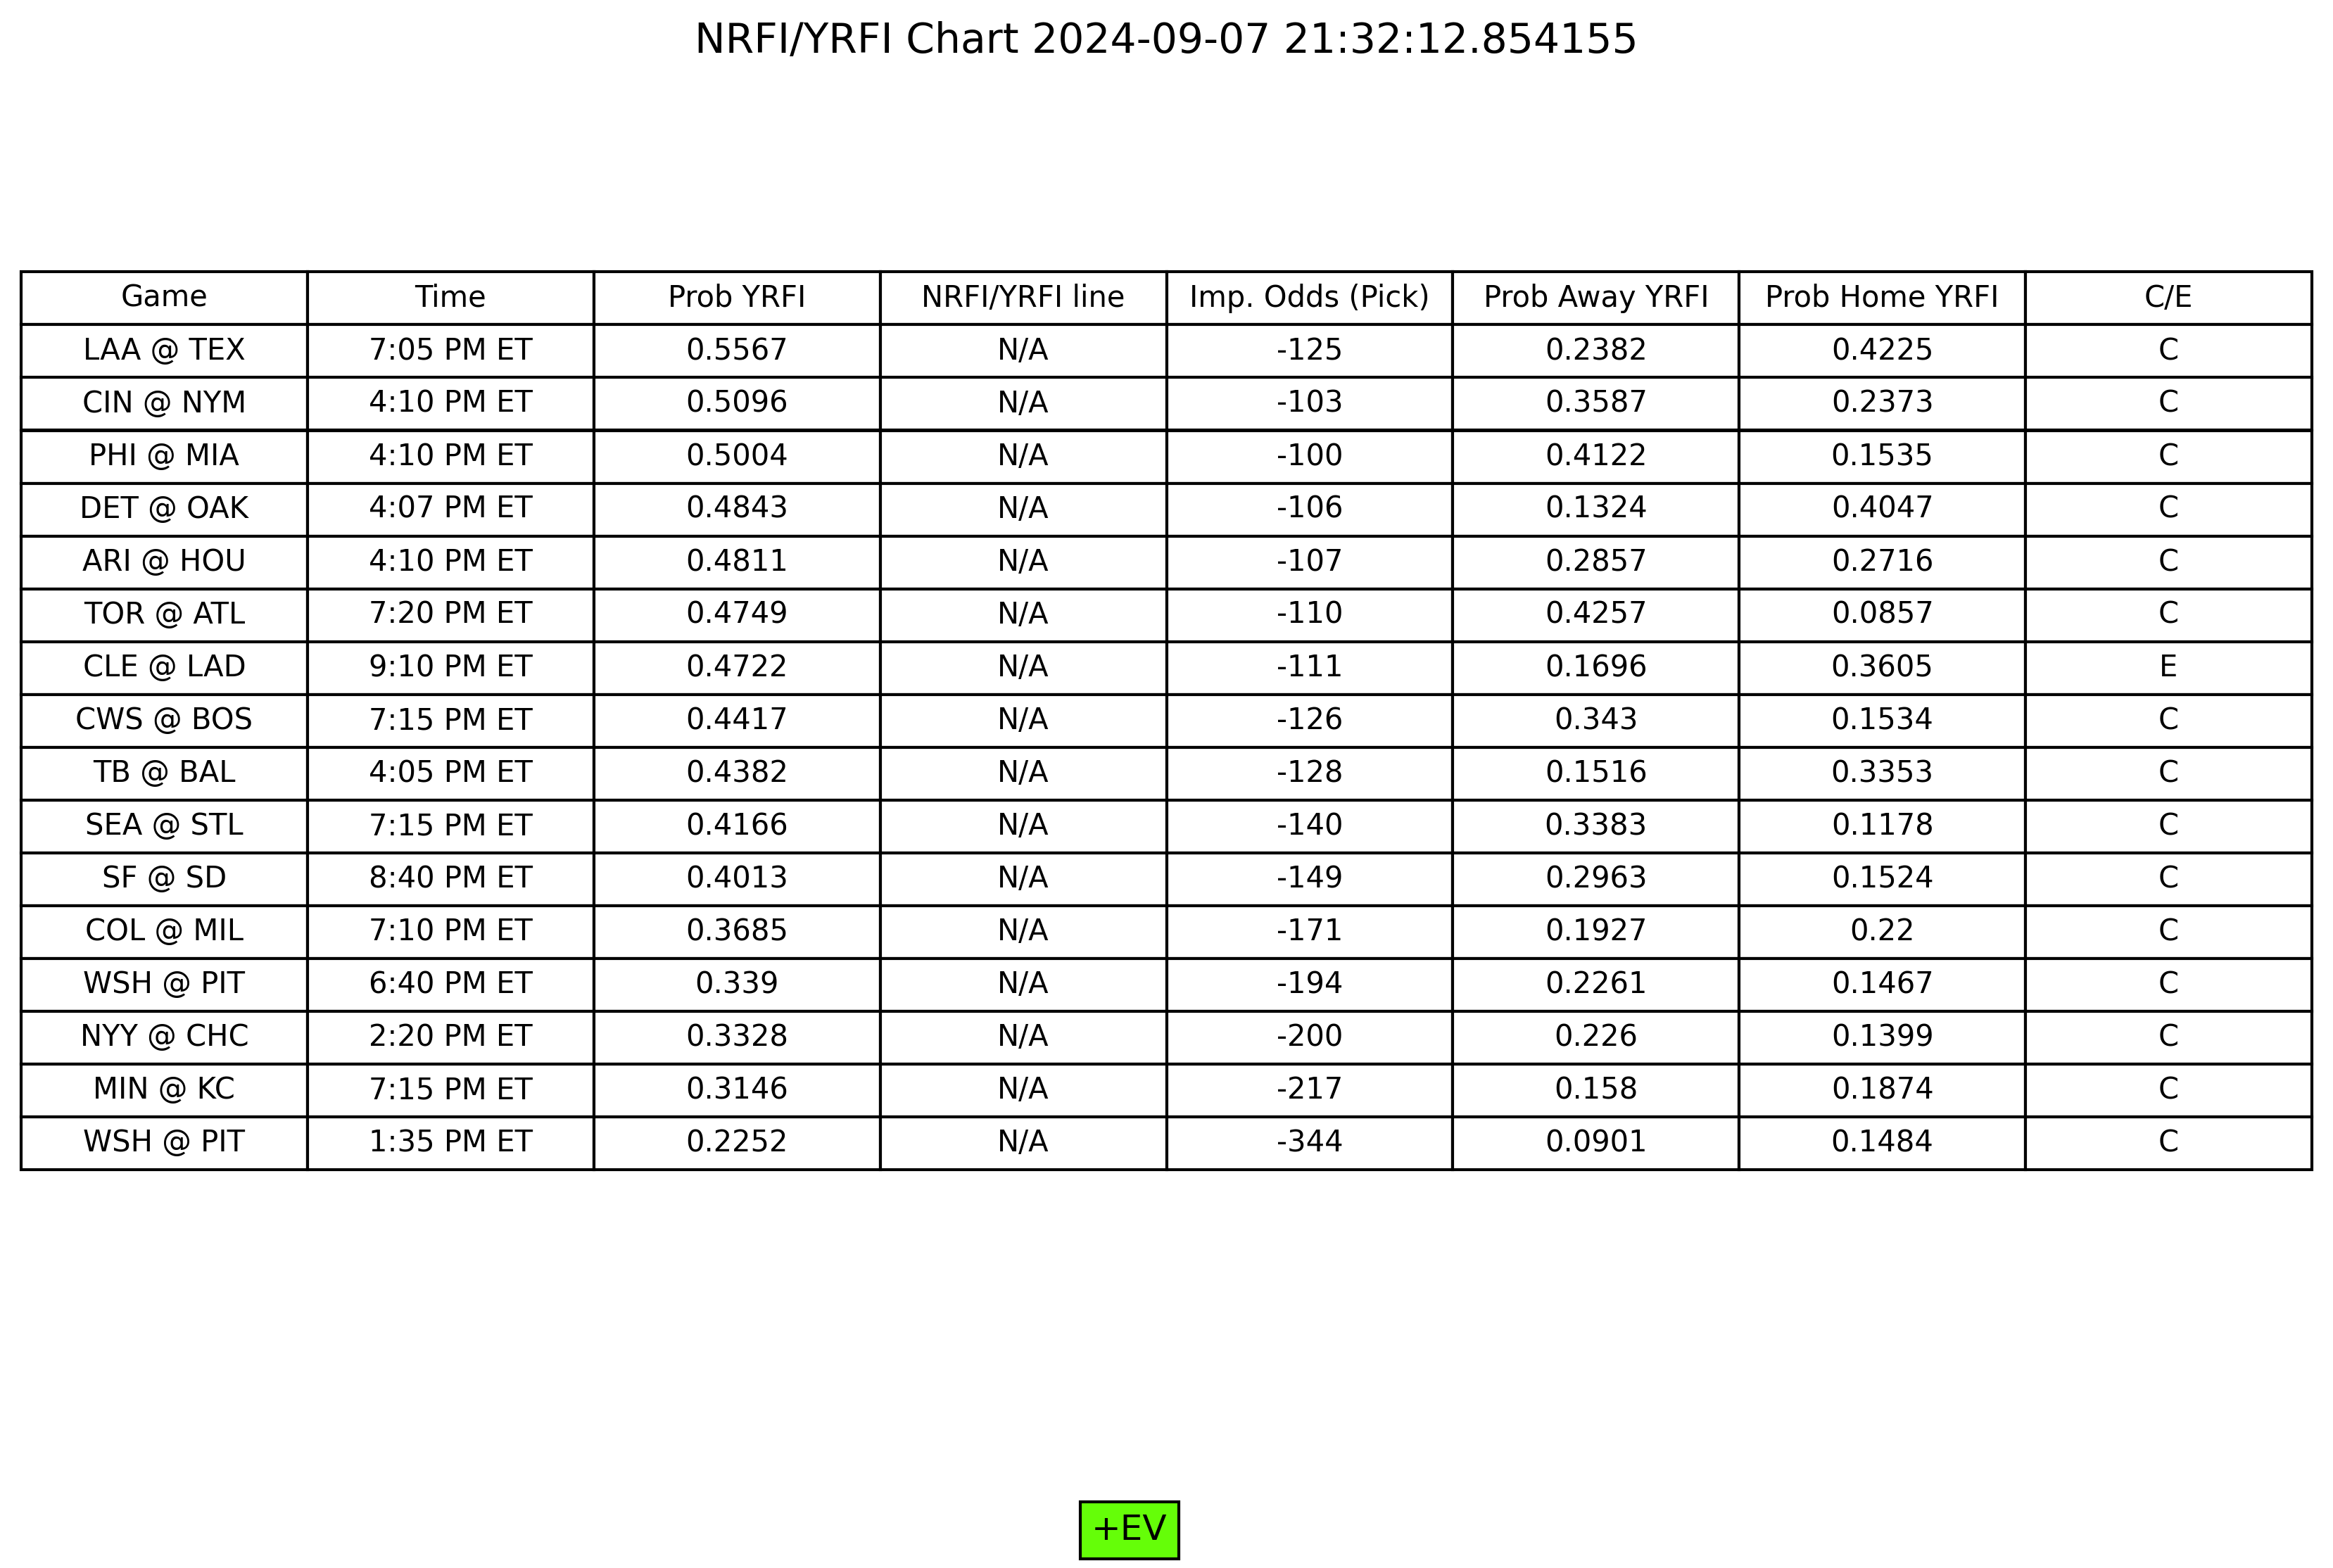 NRFI/YRFI Chart 2024-09-07 21:32:12.854155
Game Time Prob YRFI NRFI/YRFI line Imp. Odds (Pick) Prob Away YRFI Prob Home YRFI C/E
LAA @ TEX 7:05 PM ET 0.5567 N/A -125 0.2382 0.4225 C
CIN @ NYM 4:10 PM ET 0.5096 N/A -103 0.3587 0.2373 C
PHI @ MIA 4:10 PM ET 0.5004 N/A -100 0.4122 0.1535 C
DET @ OAK 4:07 PM ET 0.4843 N/A -106 0.1324 0.4047 C
ARI @ HOU 4:10 PM ET 0.4811 N/A -107 0.2857 0.2716 C
TOR @ ATL 7:20 PM ET 0.4749 N/A -110 0.4257 0.0857 C
CLE @ LAD 9:10 PM ET 0.4722 N/A -111 0.1696 0.3605 E
CWS @ BOS 7:15 PM ET 0.4417 N/A -126 0.343 0.1534 C
TB @ BAL 4:05 PM ET 0.4382 N/A -128 0.1516 0.3353 C
SEA @ STL 7:15 PM ET 0.4166 N/A -140 0.3383 0.1178 C
SF @ SD 8:40 PM ET 0.4013 N/A -149 0.2963 0.1524 C
COL @ MIL 7:10 PM ET 0.3685 N/A -171 0.1927 0.22 C
WSH @ PIT 6:40 PM ET 0.339 N/A -194 0.2261 0.1467 C
NYY @ CHC 2:20 PM ET 0.3328 N/A -200 0.226 0.1399 C
MIN @ KC 7:15 PM ET 0.3146 N/A -217 0.158 0.1874 C
WSH @ PIT 1:35 PM ET 0.2252 N/A -344 0.0901 0.1484 C
+EV